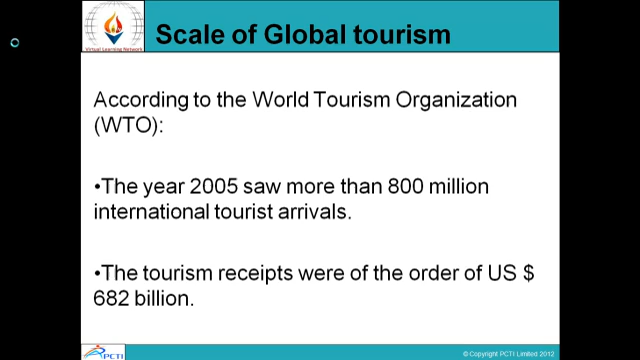 Virtual Learning Network
Scale of Global tourism
According to the World Tourism Organization
(WTO):
•The year 2005 saw more than 800 million
international tourist arrivals.
•The tourism receipts were of the order of US $
682 billion.
PCTI
© Copyright PCTI Limited 2012